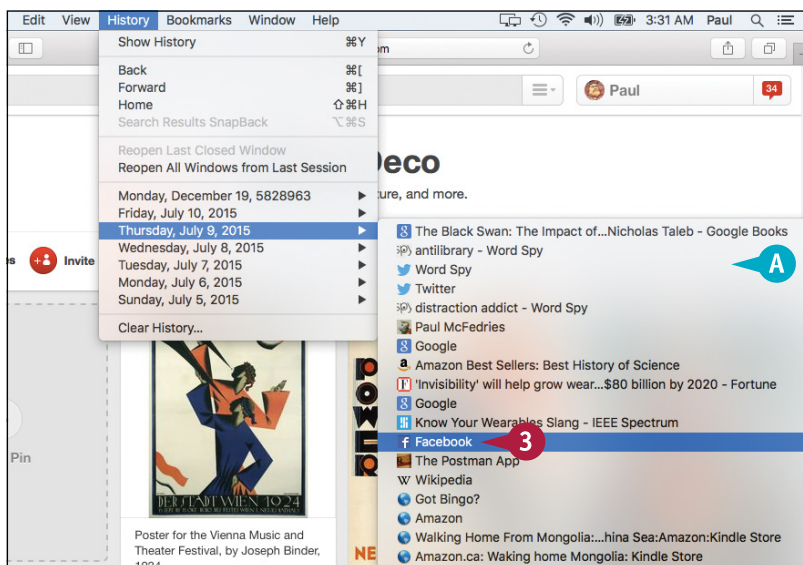 Edit View History Bookmarks Window Help 3:31 AM Paul
Show History ⌘Y
Back ⌘[
Forward ⌘]
Home ⇧⌘H
Search Results SnapBack ⌥⌘S
Reopen Last Closed Window
Reopen All Windows from Last Session
Monday, December 19, 5828963
Friday, July 10, 2015
Thursday, July 9, 2015
Wednesday, July 8, 2015
Tuesday, July 7, 2015
Monday, July 6, 2015
Sunday, July 5, 2015
Clear History...
om
Paul 34
Deco
ture, and more.
es Invite
Pin
The Black Swan: The Impact of...Nicholas Taleb - Google Books
antilibrary - Word Spy
Word Spy
Twitter
distraction addict - Word Spy
Paul McFedries
Google
Amazon Best Sellers: Best History of Science
'Invisibility' will help grow wear...$80 billion by 2020 - Fortune
Google
Know Your Wearables Slang - IEEE Spectrum
Facebook
The Postman App
Wikipedia
Got Bingo?
Amazon
Walking Home From Mongolia:...hina Sea:Amazon:Kindle Store
Amazon.ca: Waking home Mongolia: Kindle Store
A
3
DER STADT WIEN 1924
Poster for the Vienna Music and
Theater Festival, by Joseph Binder,
1924
POWER
NE